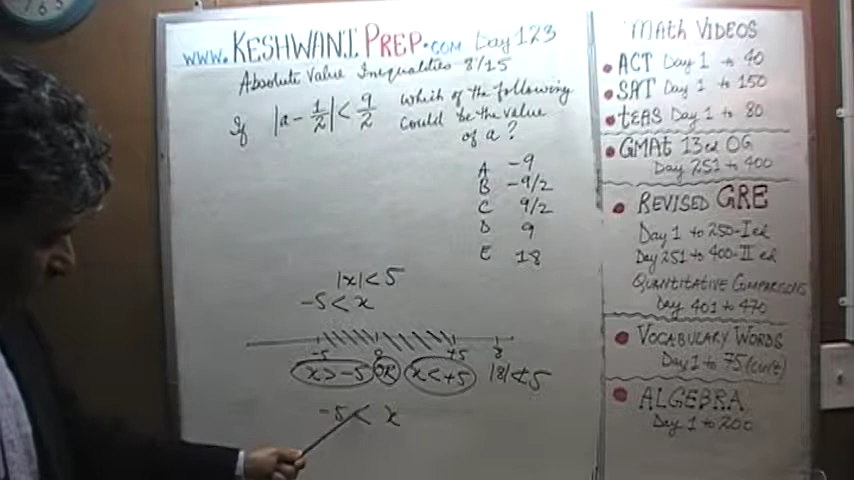 www.KESHWANIPREP.com Day 123
Absolute Value Inequalities 8/15
If |a - 1/2| < 9/2 which of the following
could be the value
of a?
A -9
B -9/2
C 9/2
D 9
E 18
|x| < 5
-5 < x
-5 0 +5 8
x > -5 OR x < +5 |8| ≮ 5
-5 < x
MATH VIDEOS
ACT Day 1 to 40
SAT Day 1 to 150
tEAS Day 1 to 80
GMAt 13ed OG
Day 251 to 400
REVISED GRE
Day 1 to 250-I ed
Day 251 to 400-II ed
QUANTITATIVE COMPARISONS
Day 401 to 470
VOCABULARY WORDS
Day 1 to 75
ALGEBRA
Day 1 to 200